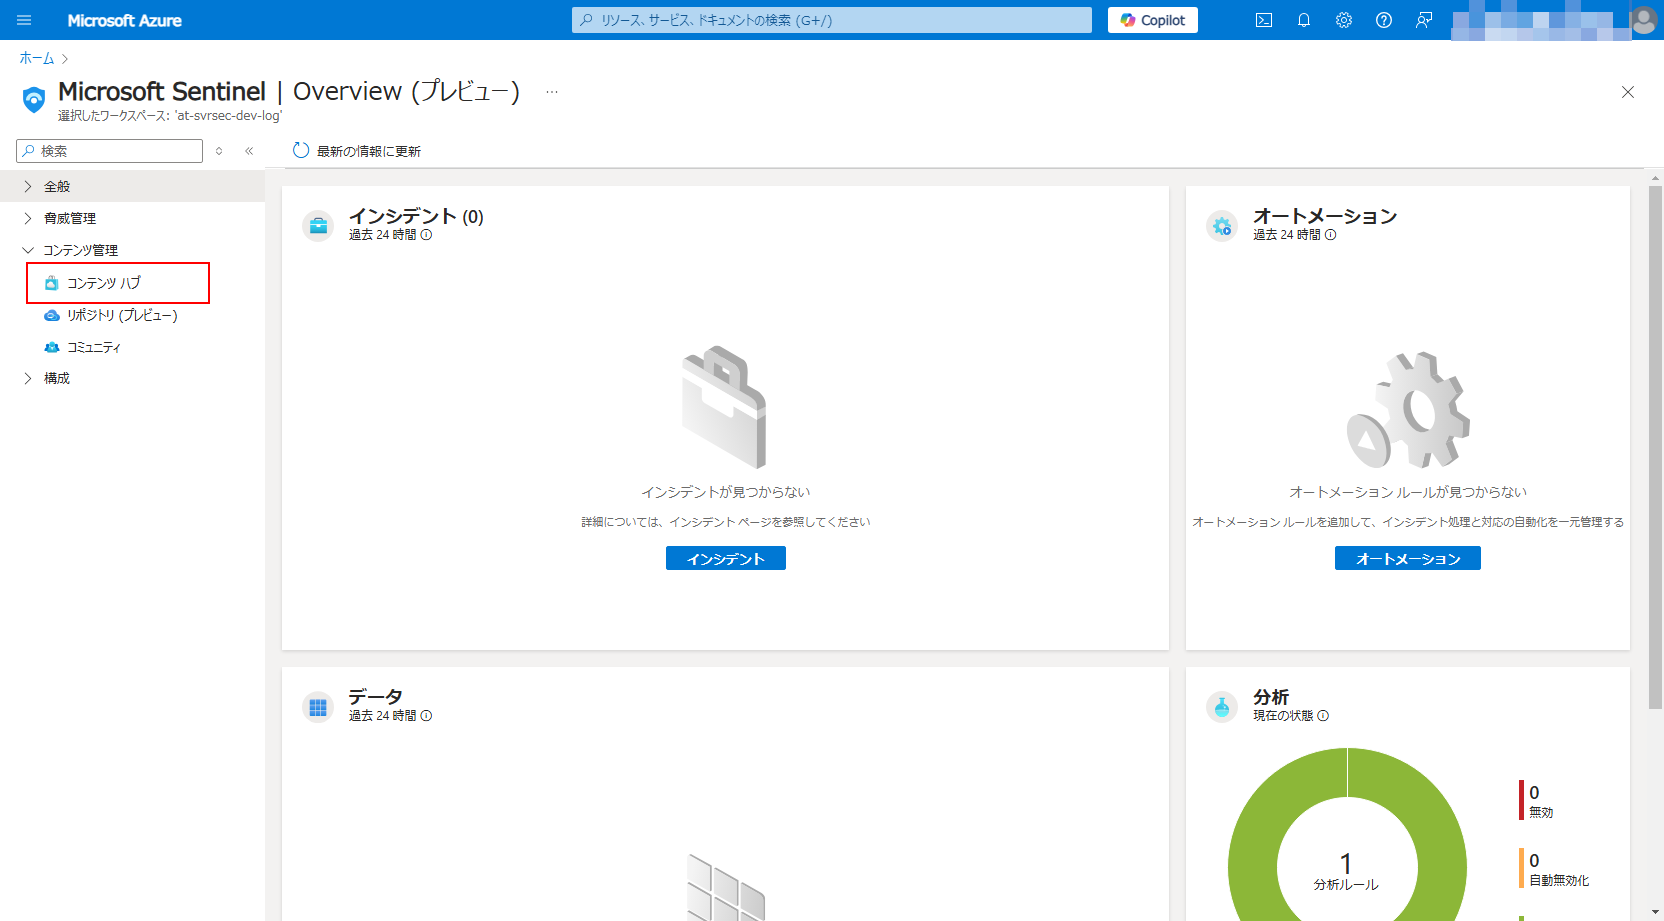 Microsoft Azure
リソース、サービス、ドキュメントの検索 (G+/)
Copilot
ホーム
Microsoft Sentinel | Overview (プレビュー) ...
選択したワークスペース: 'at-svrsec-dev-log'
検索
最新の情報に更新
全般
脅威管理
コンテンツ管理
コンテンツ ハブ
リポジトリ (プレビュー)
コミュニティ
構成
インシデント (0)
過去 24 時間
インシデントが見つからない
詳細については、インシデント ページを参照してください
インシデント
オートメーション
過去 24 時間
オートメーション ルールが見つからない
オートメーション ルールを追加して、インシデント処理と対応の自動化を一元管理する
オートメーション
データ
過去 24 時間
分析
現在の状態
1
分析ルール
0
無効
0
自動無効化